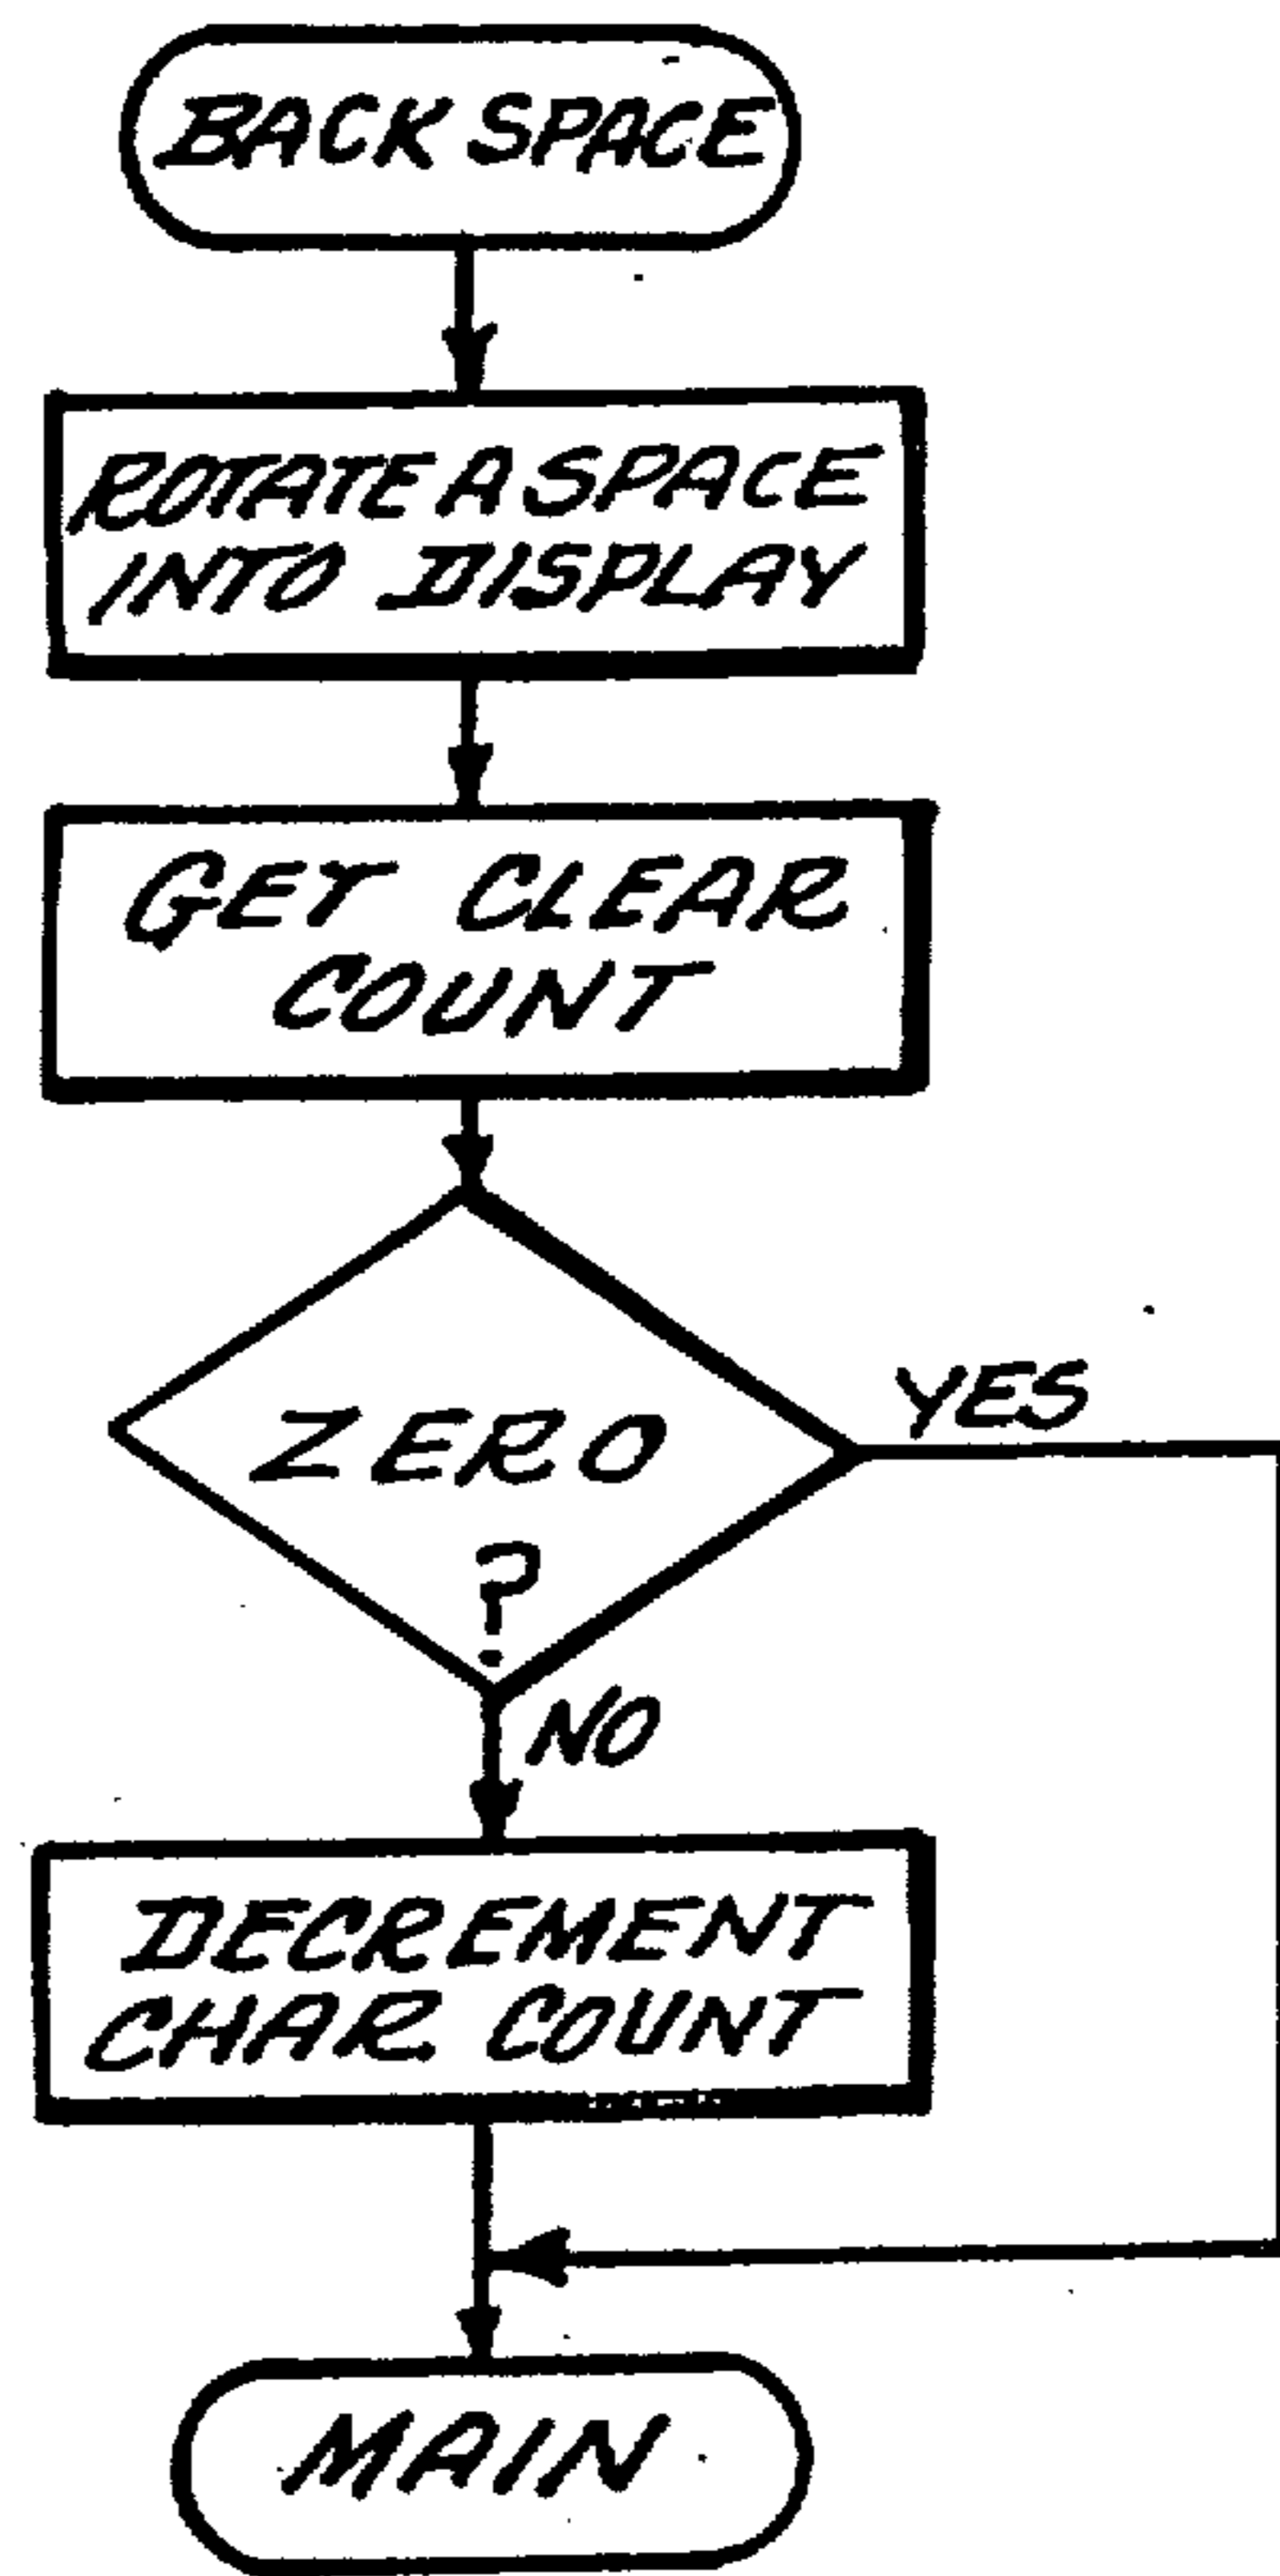 BACK SPACE
ROTATE A SPACE
INTO DISPLAY
GET CLEAR
COUNT
ZERO
?
YES
NO
DECREMENT
CHAR COUNT
MAIN